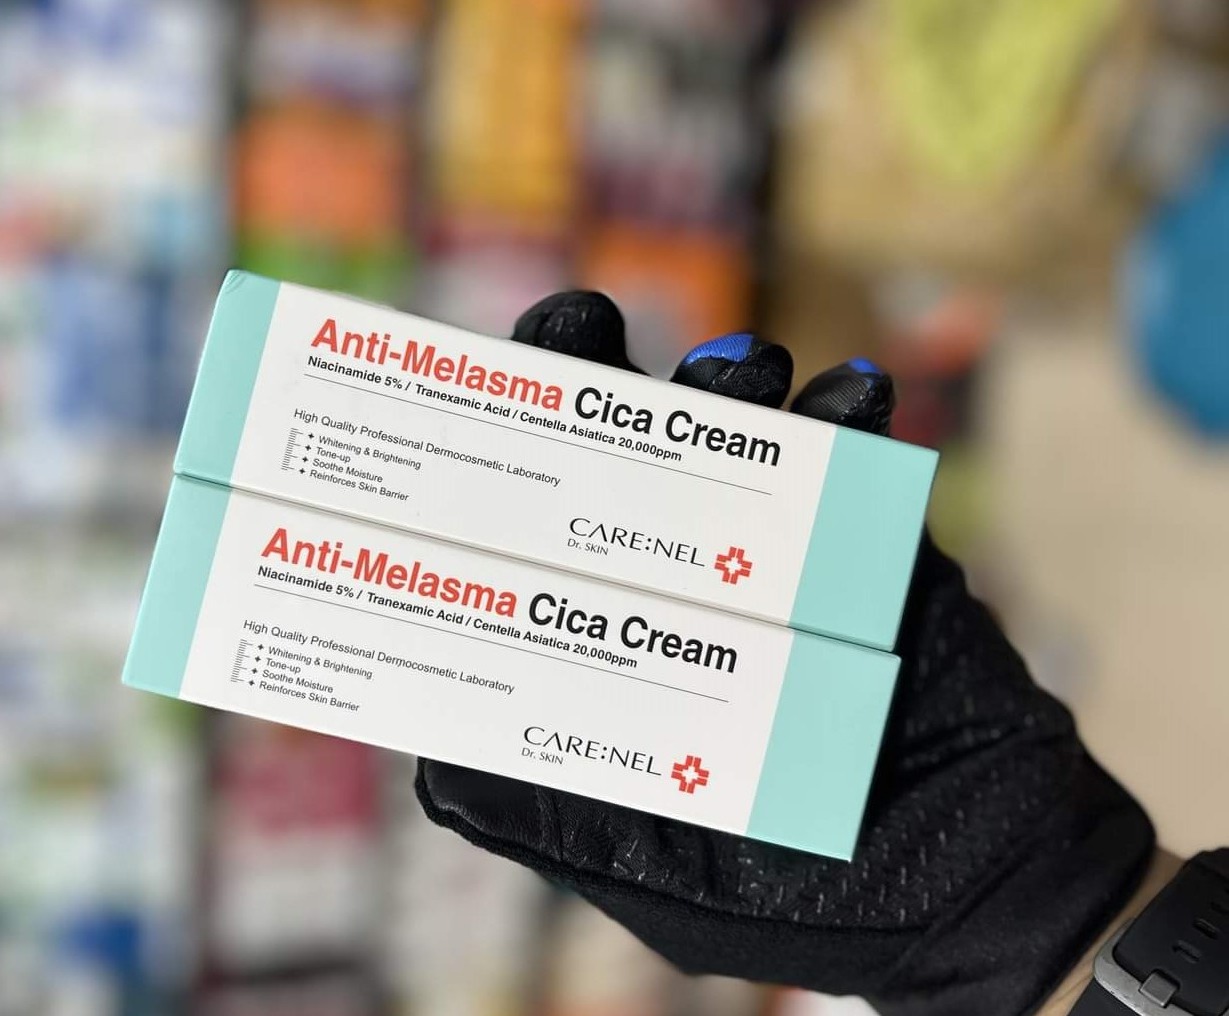 Anti-Melasma Cica Cream
Niacinamide 5% / Tranexamic Acid / Centella Asiatica 20,000ppm
High Quality Professional Dermocosmetic Laboratory
✦ Whitening & Brightening
✦ Tone-up
✦ Soothe Moisture
✦ Reinforces Skin Barrier
CARE:NEL
Dr. SKIN
Anti-Melasma Cica Cream
Niacinamide 5% / Tranexamic Acid / Centella Asiatica 20,000ppm
High Quality Professional Dermocosmetic Laboratory
✦ Whitening & Brightening
✦ Tone-up
✦ Soothe Moisture
✦ Reinforces Skin Barrier
CARE:NEL
Dr. SKIN